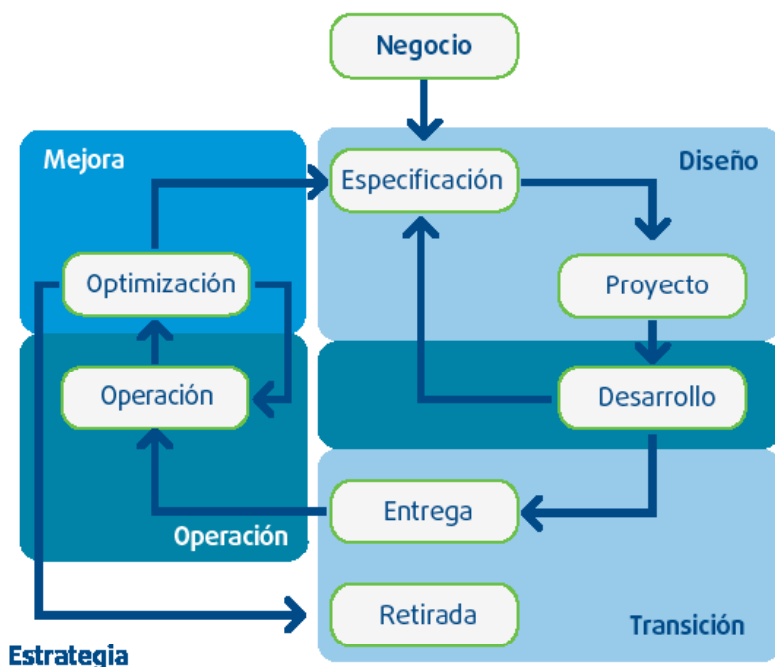 Negocio
Mejora
Diseño
Especificación
Optimización
Proyecto
Operación
Desarrollo
Entrega
Operación
Retirada
Transición
Estrategia